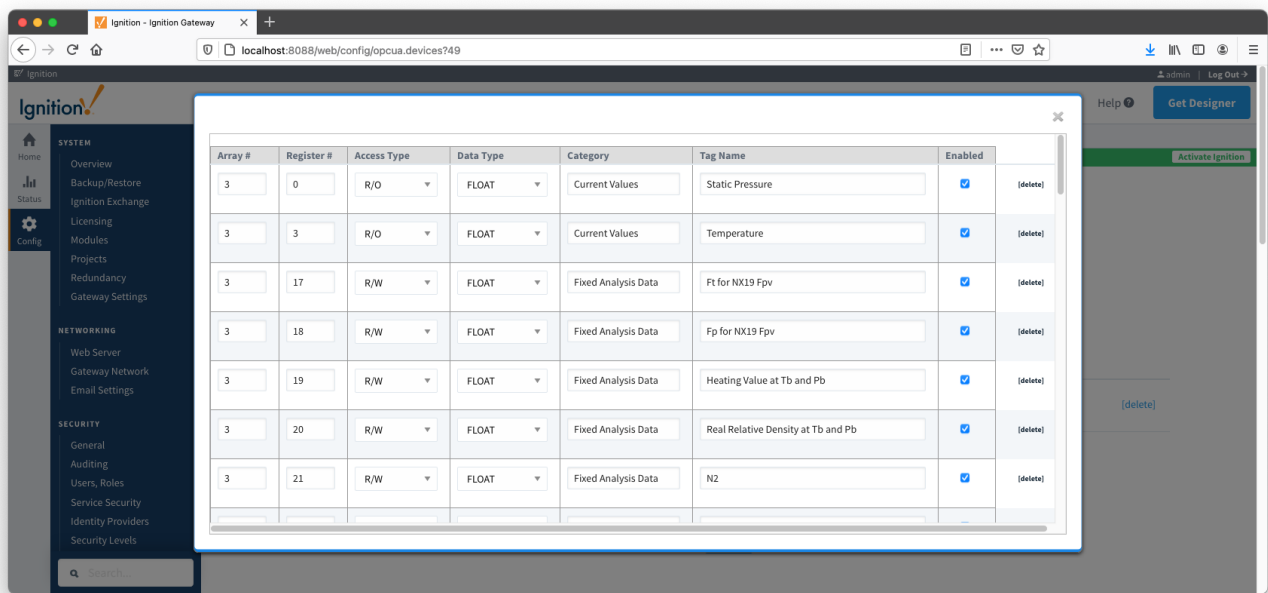 Ignition - Ignition Gateway
localhost:8088/web/config/opcua.devices?49
Ignition
admin | Log Out
Ignition!
Help
Get Designer
Activate Ignition
Home
Status
Config
SYSTEM
Overview
Backup/Restore
Ignition Exchange
Licensing
Modules
Projects
Redundancy
Gateway Settings
NETWORKING
Web Server
Gateway Network
Email Settings
SECURITY
General
Auditing
Users, Roles
Service Security
Identity Providers
Security Levels
Search...
Array # Register # Access Type Data Type Category Tag Name Enabled
3 0 R/O FLOAT Current Values Static Pressure [delete]
3 3 R/O FLOAT Current Values Temperature [delete]
3 17 R/W FLOAT Fixed Analysis Data Ft for NX19 Fpv [delete]
3 18 R/W FLOAT Fixed Analysis Data Fp for NX19 Fpv [delete]
3 19 R/W FLOAT Fixed Analysis Data Heating Value at Tb and Pb [delete]
3 20 R/W FLOAT Fixed Analysis Data Real Relative Density at Tb and Pb [delete]
3 21 R/W FLOAT Fixed Analysis Data N2 [delete]
[delete]